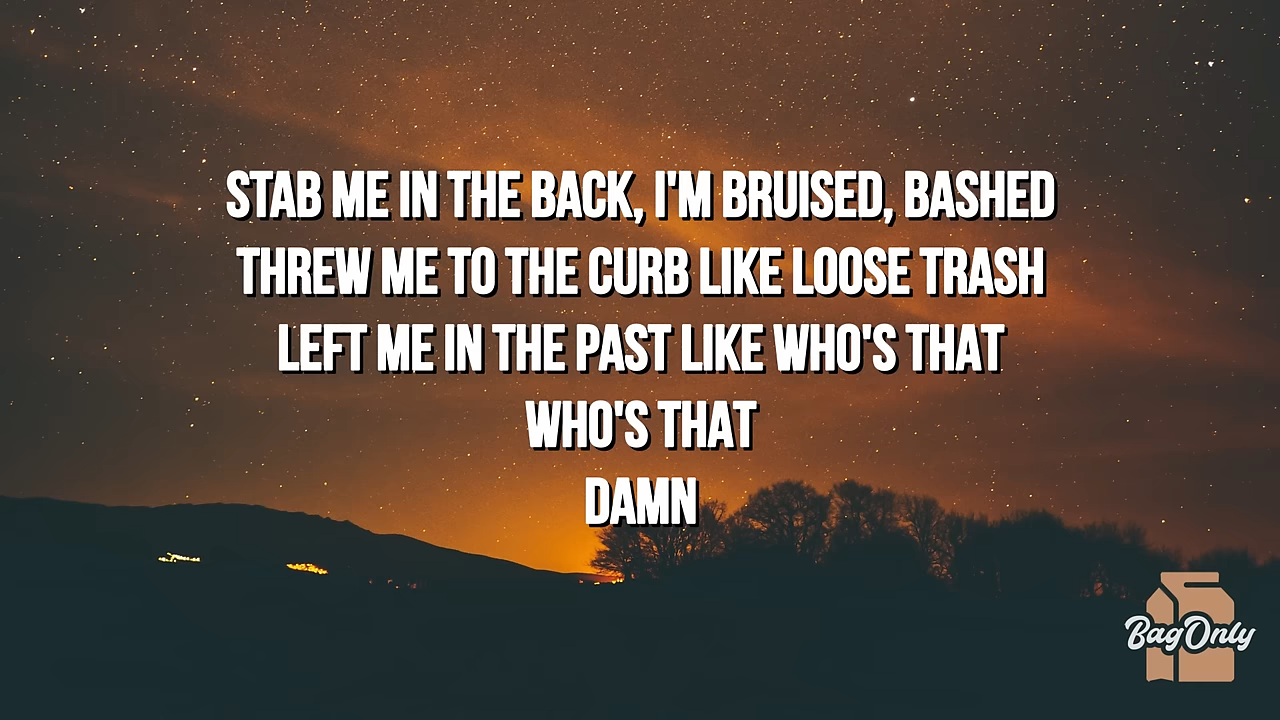 STAB ME IN THE BACK, I'M BRUISED, BASHED
THREW ME TO THE CURB LIKE LOOSE TRASH
LEFT ME IN THE PAST LIKE WHO'S THAT
WHO'S THAT
DAMN
BagOnly